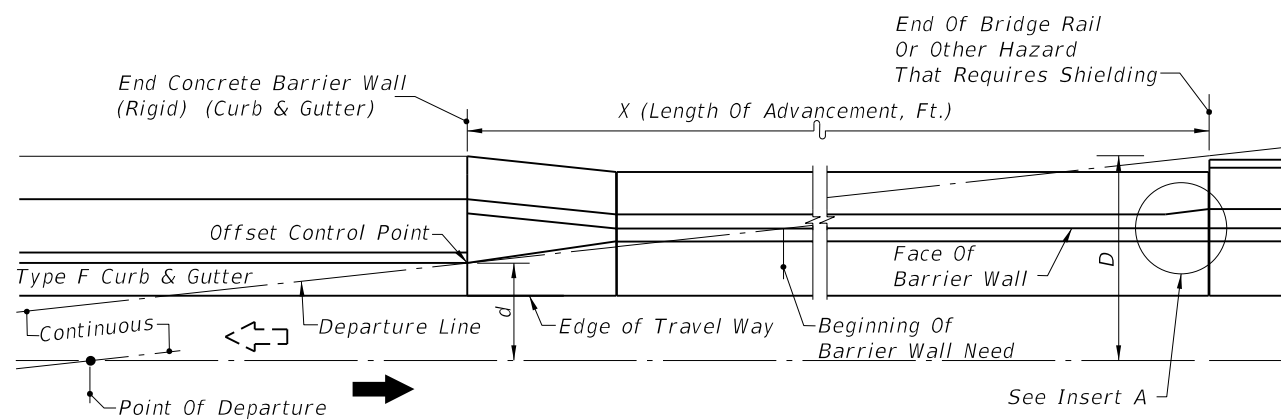 End Of Bridge Rail
Or Other Hazard
That Requires Shielding
End Concrete Barrier Wall
(Rigid) (Curb & Gutter)
X (Length Of Advancement, Ft.)
Offset Control Point
Type F Curb & Gutter
Face Of
Barrier Wall
D
d
Continuous
Departure Line
Edge of Travel Way
Beginning Of
Barrier Wall Need
See Insert A
Point Of Departure